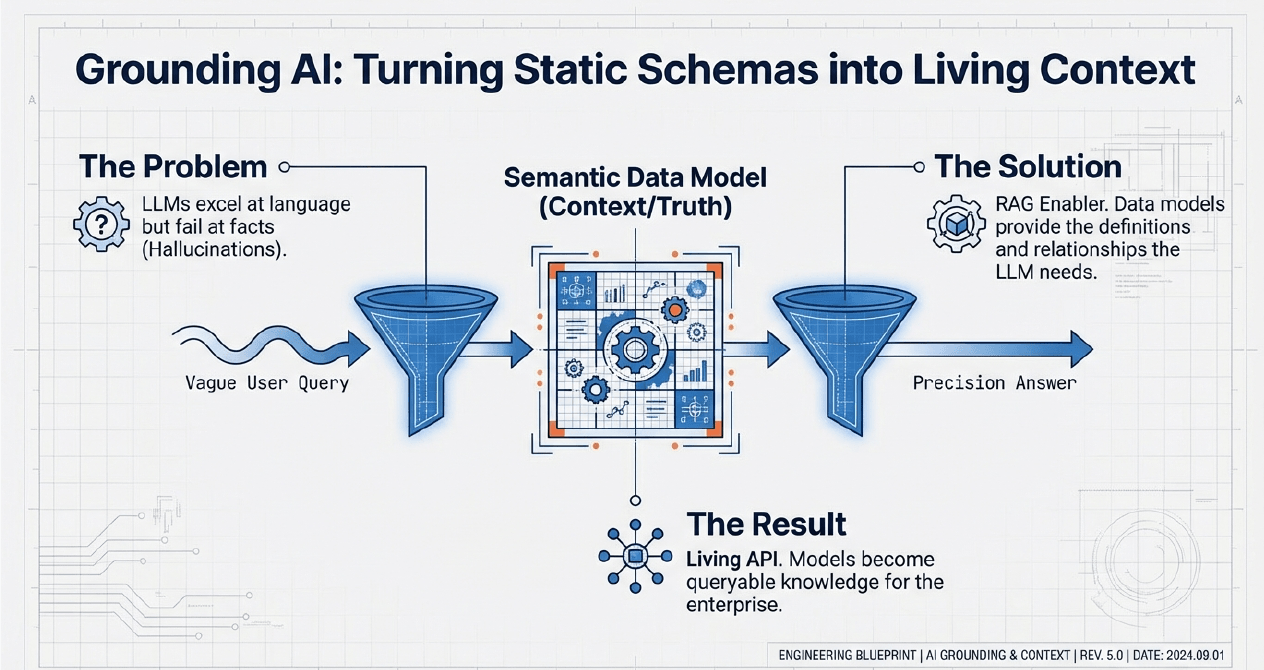 Grounding AI: Turning Static Schemas into Living Context
The Problem
LLMs excel at language
but fail at facts
(Hallucinations).
?
Semantic Data Model
(Context/Truth)
The Solution
RAG Enabler. Data models
provide the definitions
and relationships the
LLM needs.
Vague User Query
Precision Answer
The Result
Living API. Models become
queryable knowledge for the
enterprise.
A
A
ENGINEERING BLUEPRINT | AI GROUNDING & CONTEXT | REV. 5.0 | DATE: 2024.09.01